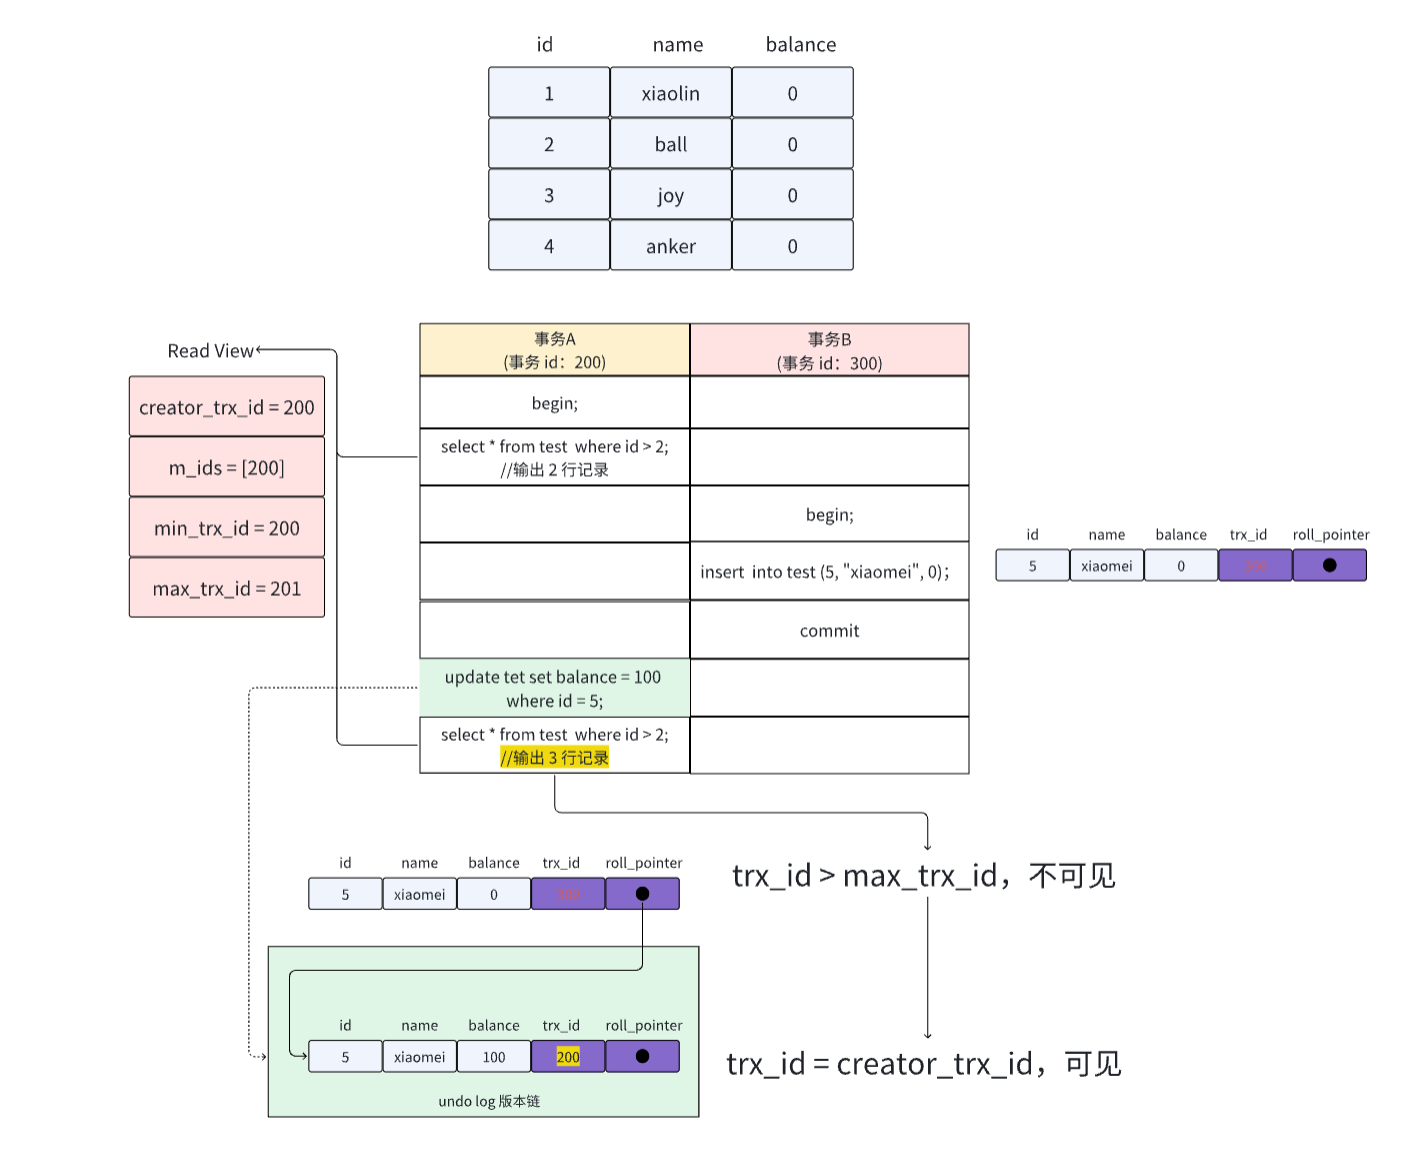 id name balance
1 xiaolin 0
2 ball 0
3 joy 0
4 anker 0
事务A
(事务 id：200)
事务B
(事务 id：300)
Read View
creator_trx_id = 200
m_ids = [200]
min_trx_id = 200
max_trx_id = 201
begin;
select * from test where id > 2;
//输出 2 行记录
begin;
insert into test (5, "xiaomei", 0);
id name balance trx_id roll_pointer
5 xiaomei 0 300
commit
update tet set balance = 100
where id = 5;
select * from test where id > 2;
//输出 3 行记录
id name balance trx_id roll_pointer
5 xiaomei 0
trx_id > max_trx_id，不可见
id name balance trx_id roll_pointer
5 xiaomei 100 200
trx_id = creator_trx_id，可见
undo log 版本链